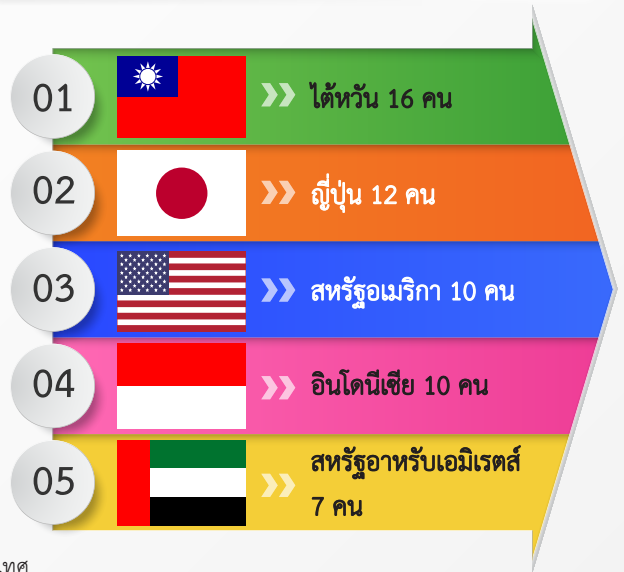 01
ไต้หวัน 16 คน
02
ญี่ปุ่น 12 คน
03
สหรัฐอเมริกา 10 คน
04
อินโดนีเซีย 10 คน
05
สหรัฐอาหรับเอมิเรตส์
7 คน